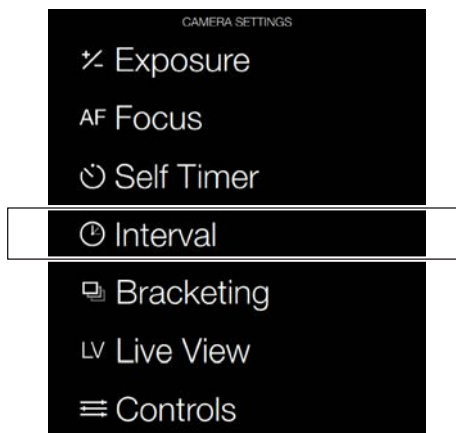 CAMERA SETTINGS
Exposure
AF Focus
Self Timer
Interval
Bracketing
LV Live View
Controls